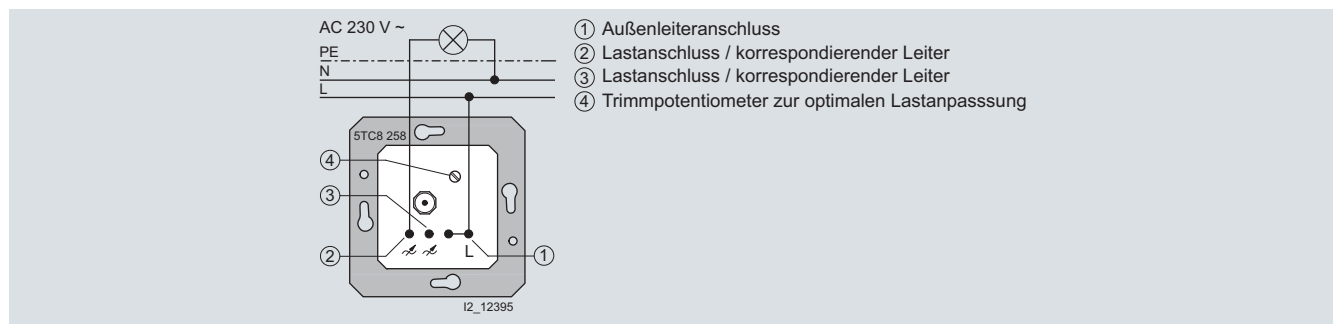 AC 230 V ~
PE
N
L
① Außenleiteranschluss
② Lastanschluss / korrespondierender Leiter
③ Lastanschluss / korrespondierender Leiter
④ Trimmpotentiometer zur optimalen Lastanpasssung
5TC8 258
④
③
②
L
①
I2_12395